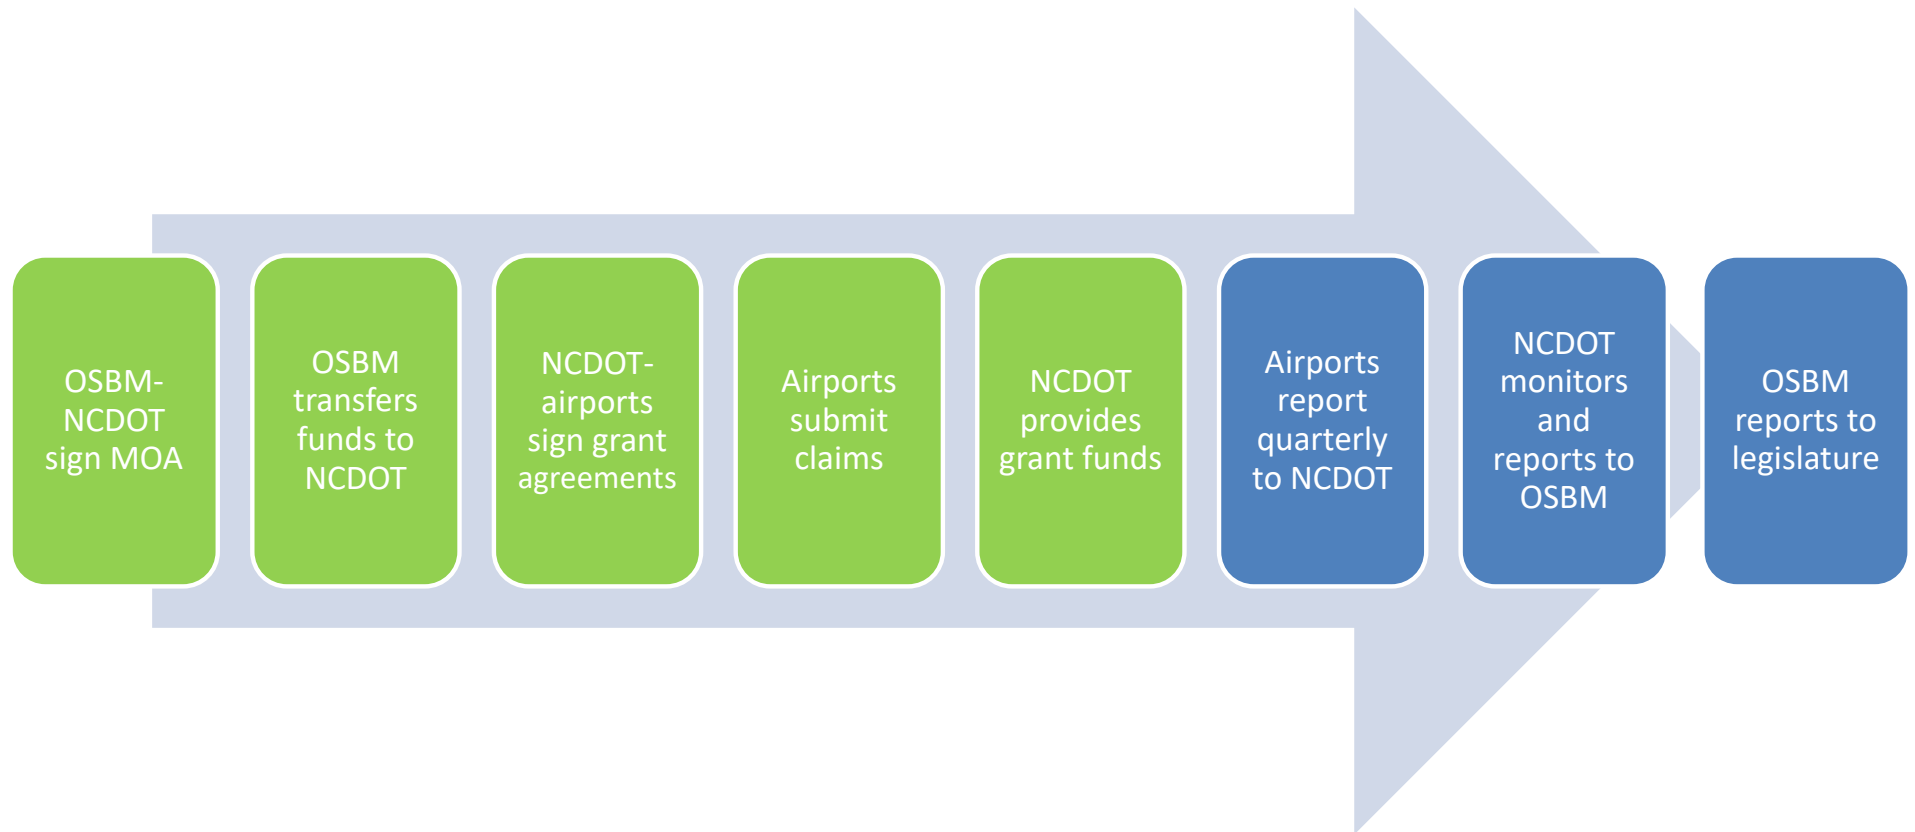 OSBM-
NCDOT
sign MOA
OSBM
transfers
funds to
NCDOT
NCDOT-
airports
sign grant
agreements
Airports
submit
claims
NCDOT
provides
grant funds
Airports
report
quarterly
to NCDOT
NCDOT
monitors
and
reports to
OSBM
OSBM
reports to
legislature